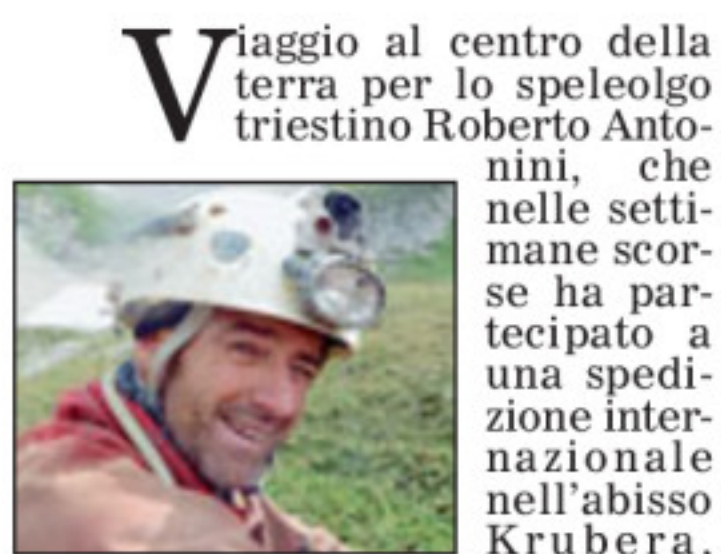 Viaggio al centro della
terra per lo speleolgo
triestino Roberto Anto-
nini, che
nelle setti-
mane scor-
se ha par-
tecipato a
una spedi-
zione inter-
nazionale
nell'abisso
Krubera,